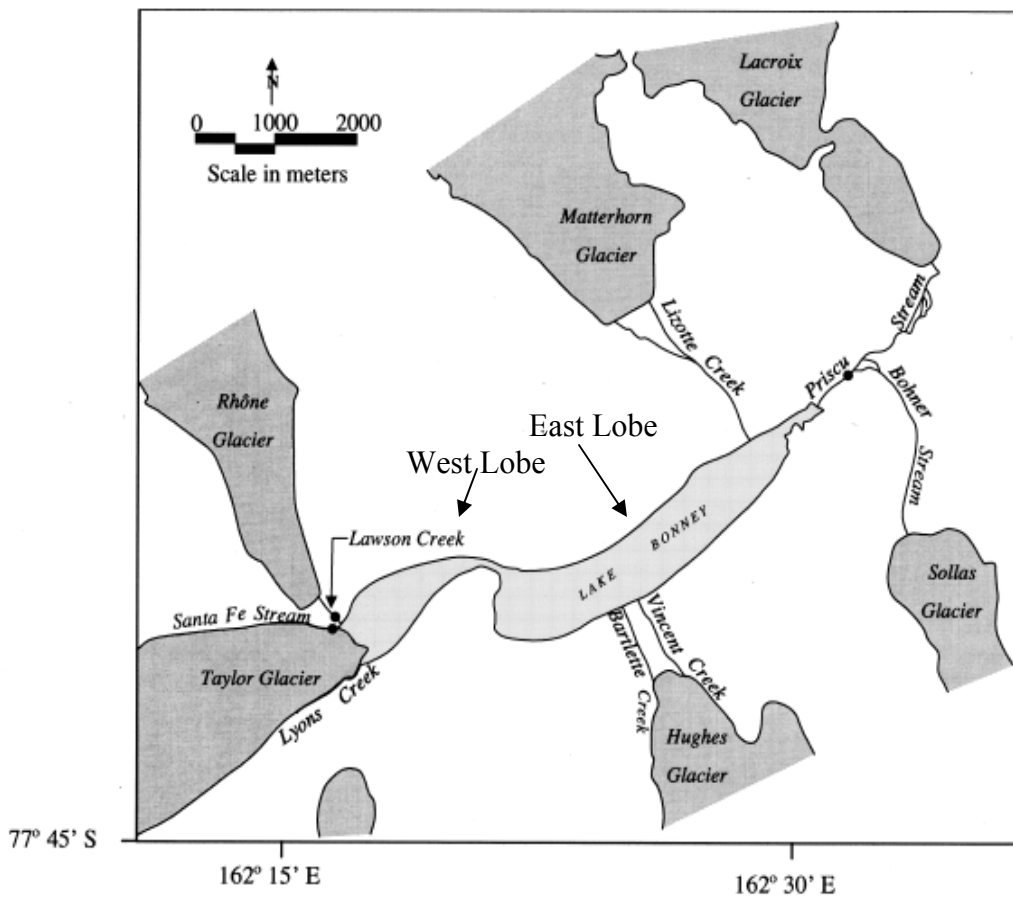 N
0 1000 2000
Scale in meters
Lacroix
Glacier
Matterhorn
Glacier
Stream
Lizotte Creek
Priscu
Bohner
Stream
Rhône
Glacier
East Lobe
West Lobe
LAKE BONNEY
Lawson Creek
Santa Fe Stream
Taylor Glacier
Lyons Creek
Bartlette Creek
Vincent Creek
Sollas
Glacier
Hughes
Glacier
77º 45' S
162º 15' E
162º 30' E